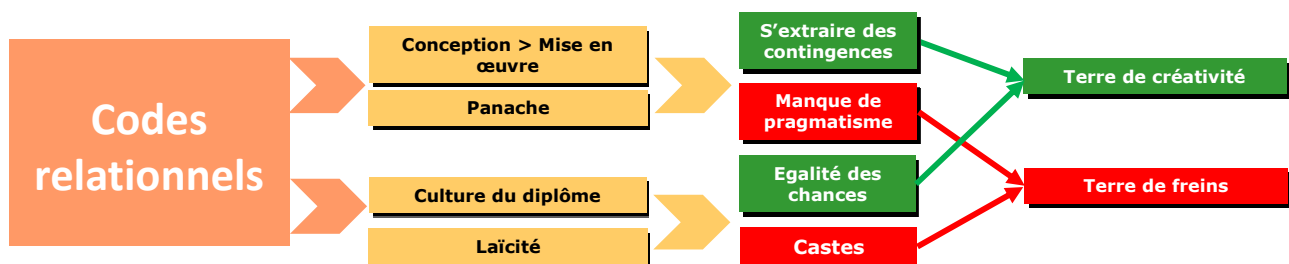 Codes
relationnels
Conception > Mise en
œuvre
Panache
Culture du diplôme
Laïcité
S’extraire des
contingences
Manque de
pragmatisme
Egalité des
chances
Castes
Terre de créativité
Terre de freins